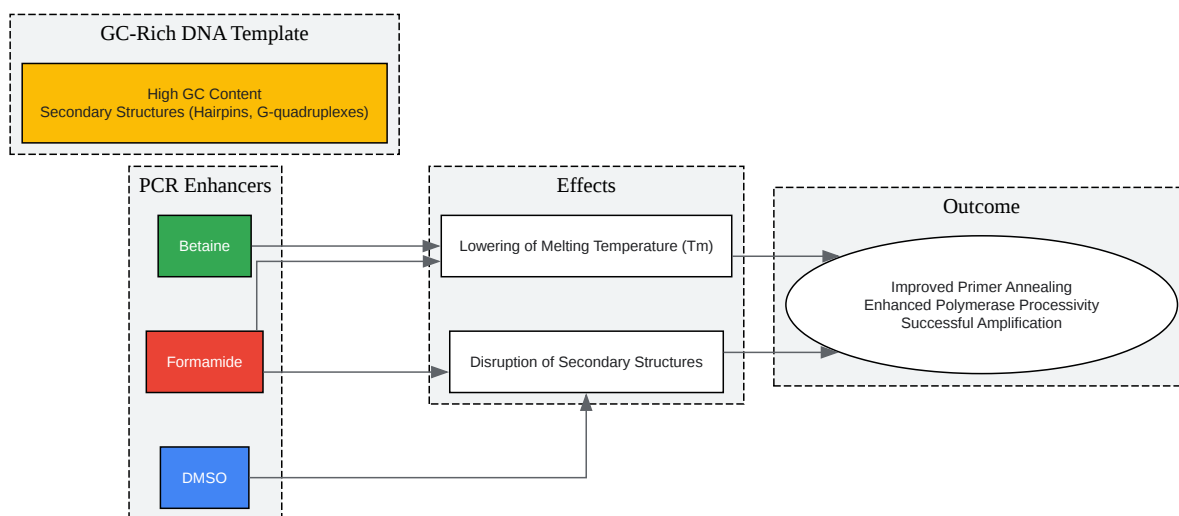 GC-Rich DNA Template
High GC Content
Secondary Structures (Hairpins, G-quadruplexes)
PCR Enhancers
Betaine
Formamide
DMSO
Effects
Lowering of Melting Temperature (Tm)
Disruption of Secondary Structures
Outcome
Improved Primer Annealing
Enhanced Polymerase Processivity
Successful Amplification